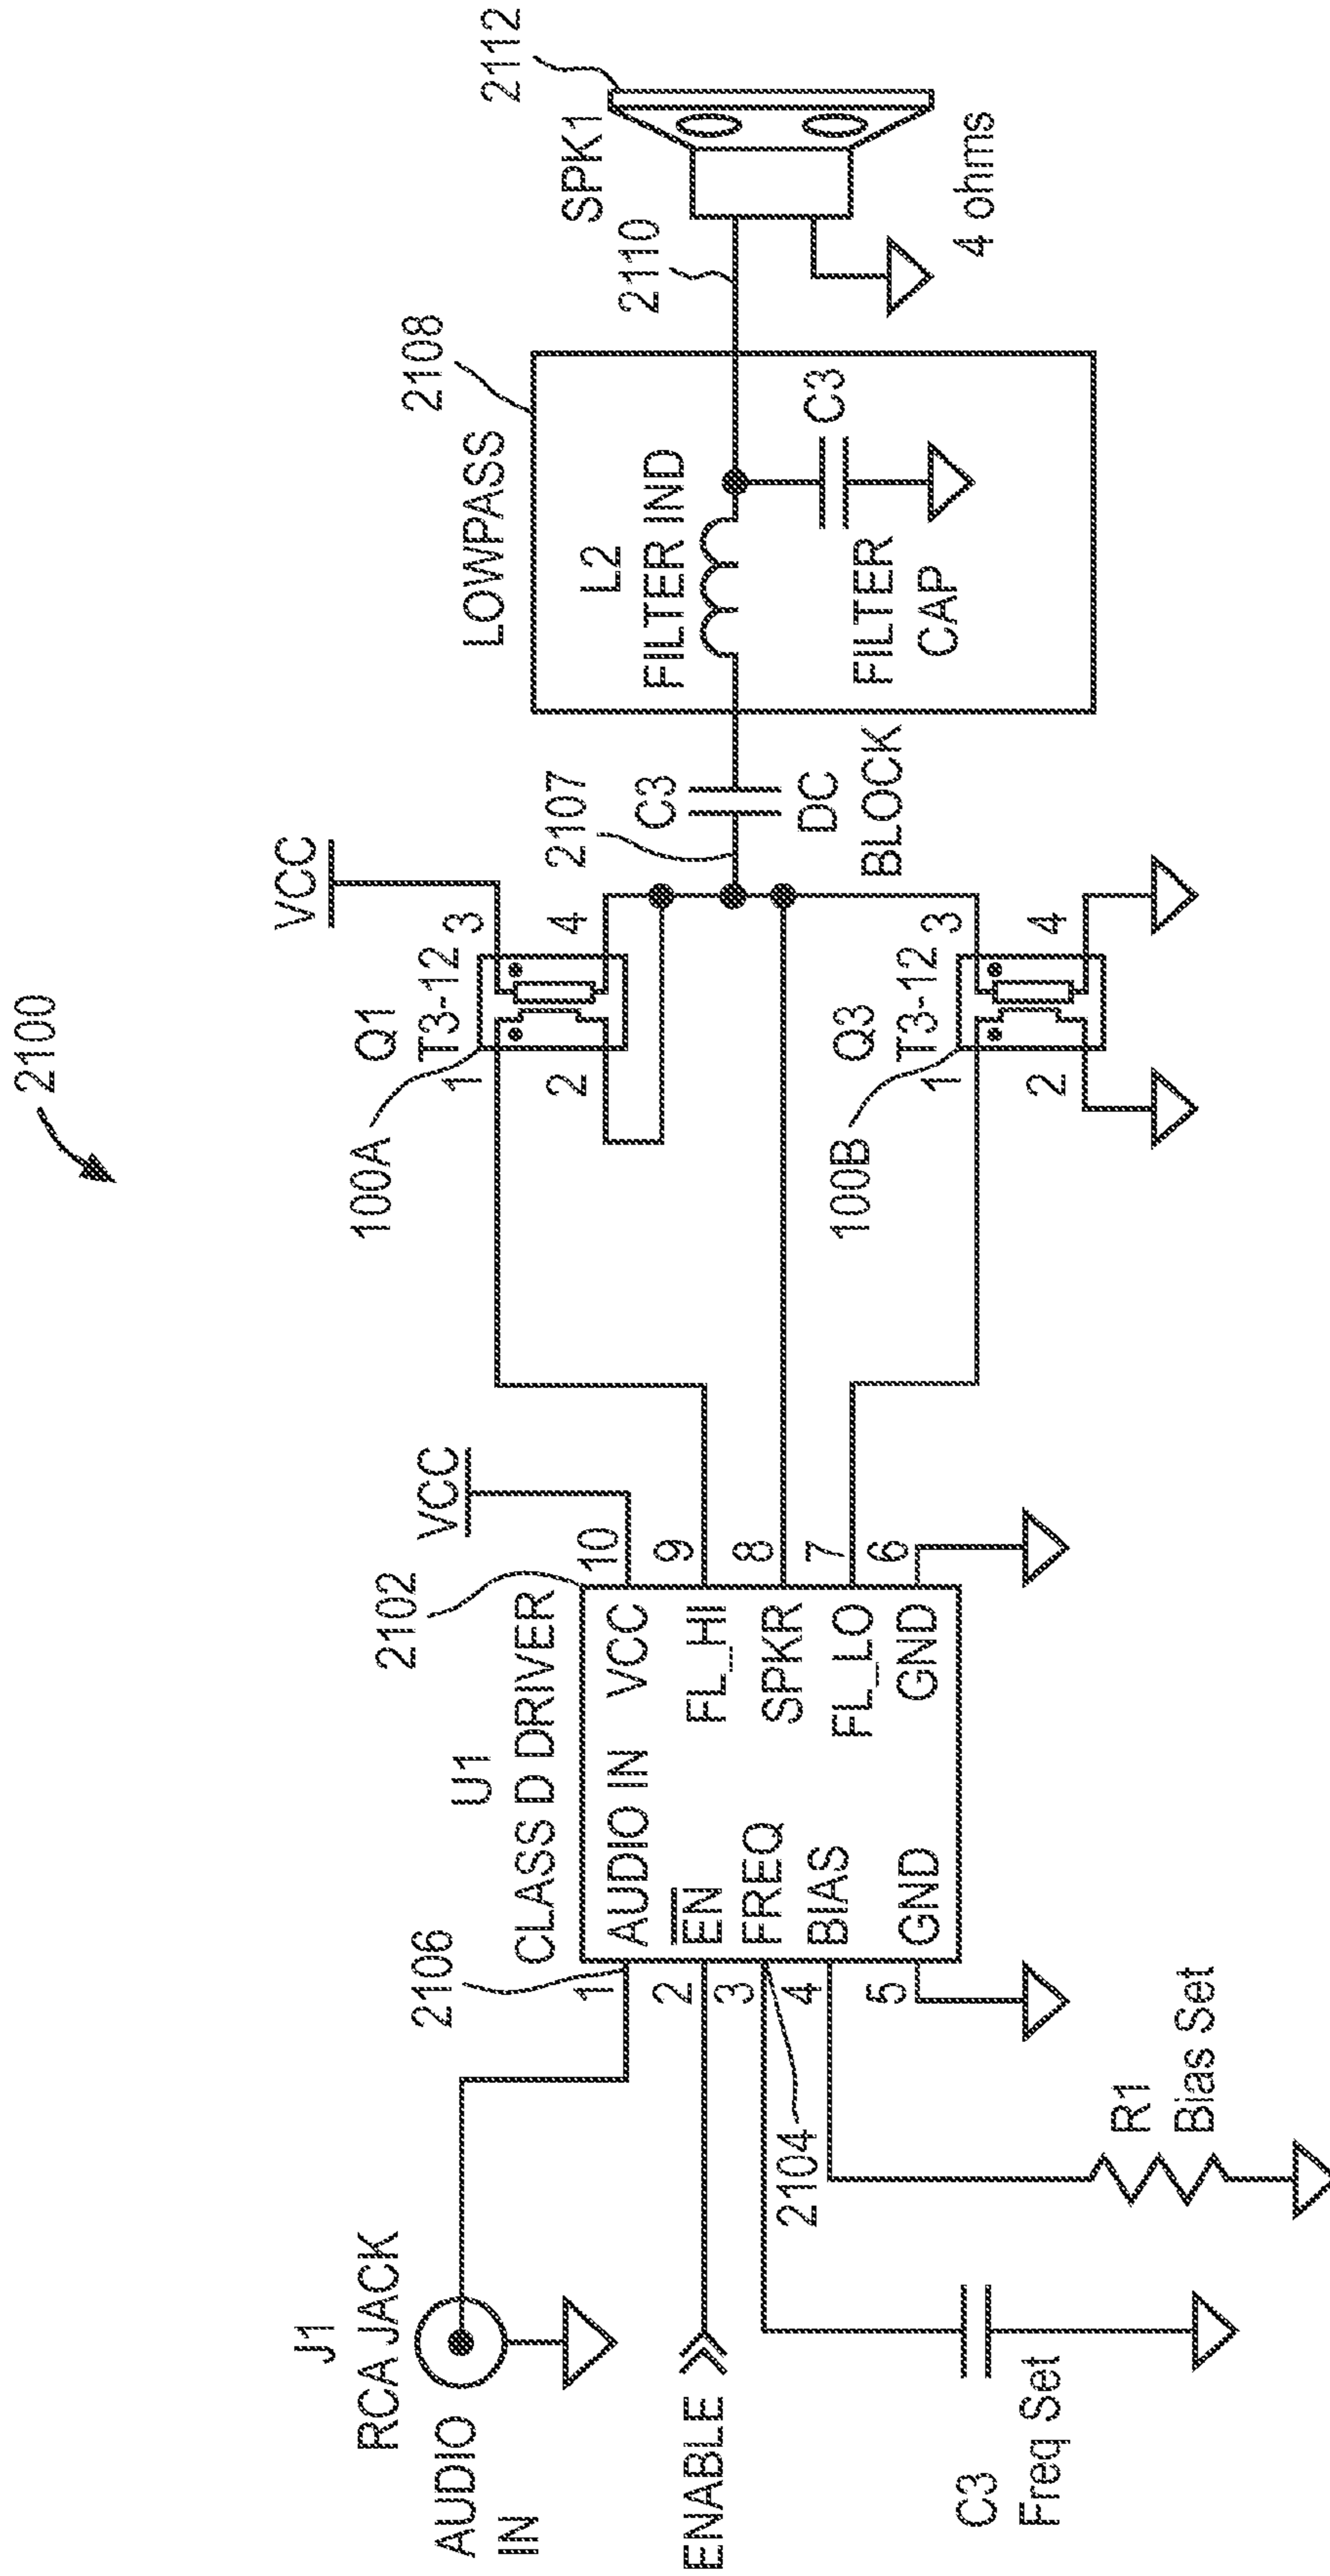 2100
J1
RCA JACK
AUDIO
IN
ENABLE
C3
Freq Set
R1
Bias Set
2106
2104
U1
CLASS D DRIVER
2102
VCC
1
2
3
4
5
AUDIO IN
EN
FREQ
BIAS
GND
VCC
FL_HI
SPKR
FL_LO
GND
10
9
8
7
6
VCC
Q1
T3-12
100A
1
2
3
4
Q3
T3-12
100B
1
2
3
4
2107
C3
DC
BLOCK
LOWPASS
2108
L2
FILTER IND
C3
FILTER
CAP
2110
SPK1
2112
4 ohms